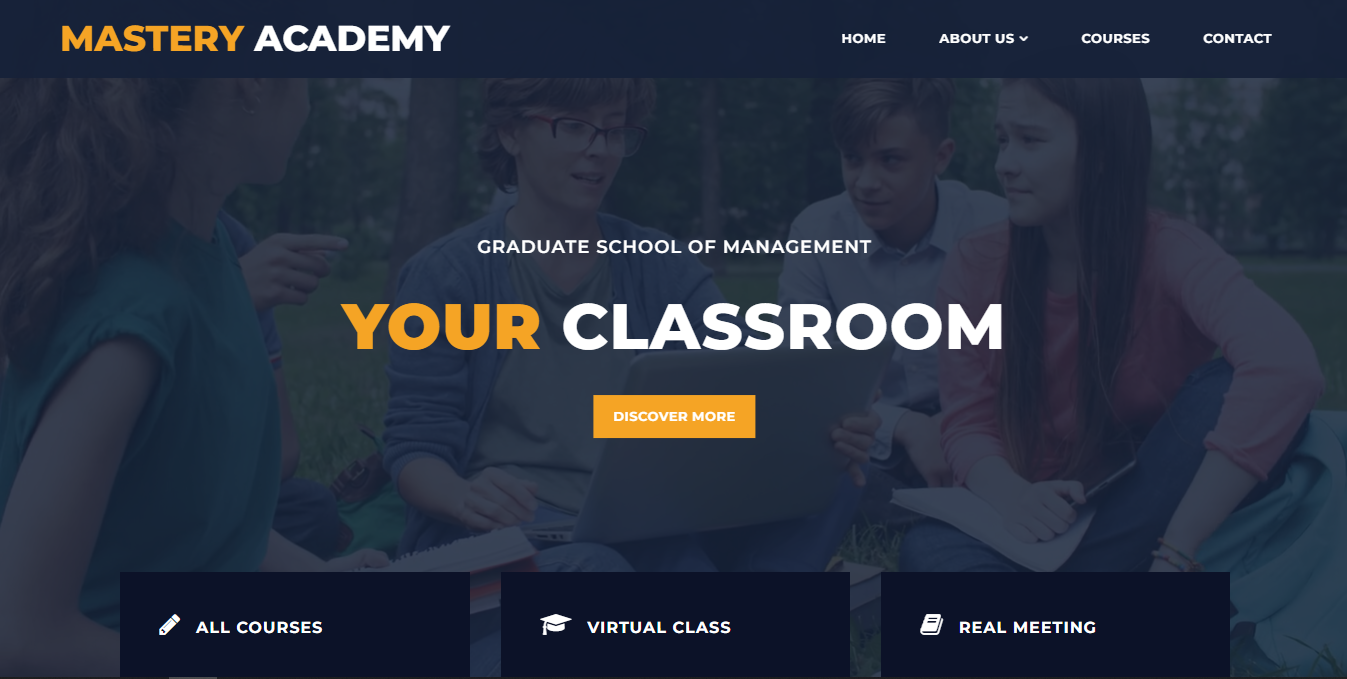 MASTERY ACADEMY
HOME
ABOUT US
COURSES
CONTACT
GRADUATE SCHOOL OF MANAGEMENT
YOUR CLASSROOM
DISCOVER MORE
ALL COURSES
VIRTUAL CLASS
REAL MEETING